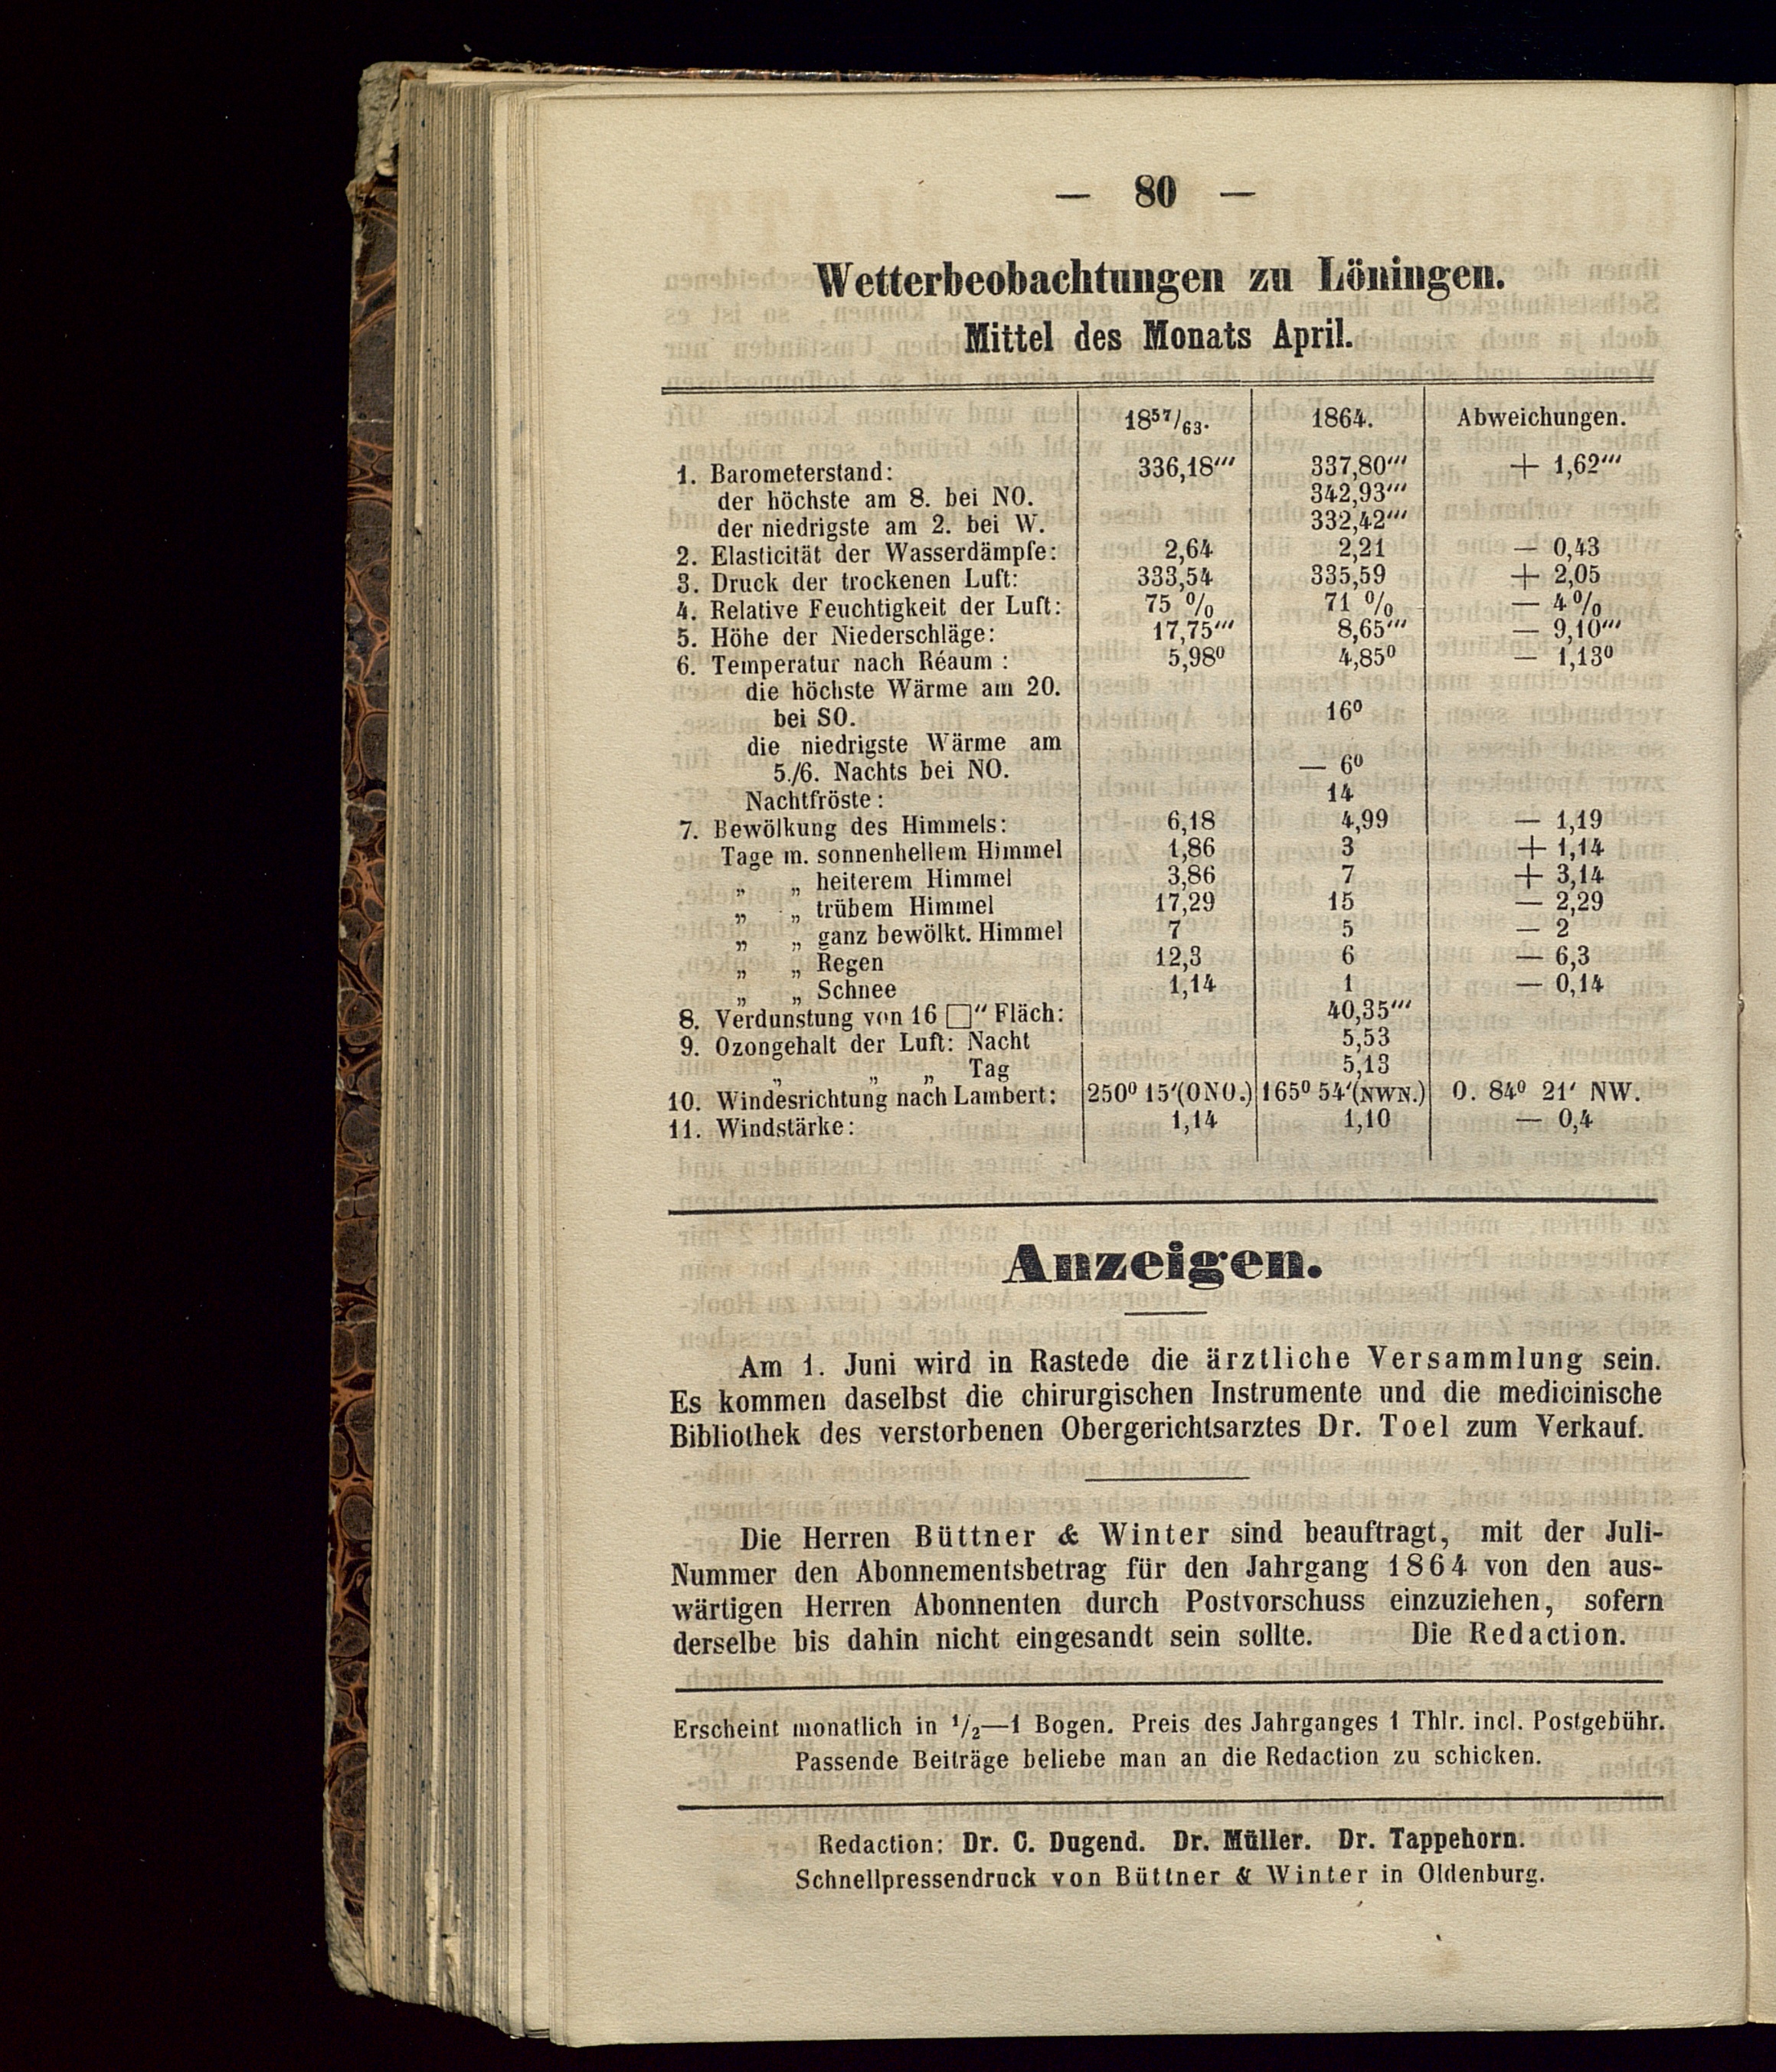 — 80 —
Wetterbeobachtungen zu Löningen.
Mittel des Monats April.
18⁵⁷/₆₃. 1864. Abweichungen.
1. Barometerstand: 336,18‴ 337,80‴ + 1,62‴
der höchste am 8. bei NO. 342,93‴
der niedrigste am 2. bei W. 332,42‴
2. Elasticität der Wasserdämpfe: 2,64 2,21 — 0,43
3. Druck der trockenen Luft: 333,54 335,59 + 2,05
4. Relative Feuchtigkeit der Luft: 75 % 71 % — 4%
5. Höhe der Niederschläge: 17,75‴ 8,65‴ — 9,10‴
6. Temperatur nach Réaum : 5,98⁰ 4,85⁰ — 1,13⁰
die höchste Wärme am 20.
bei SO. 16⁰
die niedrigste Wärme am
5./6. Nachts bei NO. — 6⁰
Nachtfröste: 14
7. Bewölkung des Himmels: 6,18 4,99 — 1,19
Tage m. sonnenhellem Himmel 1,86 3 + 1,14
„ „ heiterem Himmel 3,86 7 + 3,14
„ „ trübem Himmel 17,29 15 — 2,29
„ „ ganz bewölkt. Himmel 7 5 — 2
„ „ Regen 12,3 6 — 6,3
„ „ Schnee 1,14 1 — 0,14
8. Verdunstung von 16 □″ Fläch: 40,35‴
9. Ozongehalt der Luft: Nacht 5,53
„ „ „ Tag 5,13
10. Windesrichtung nach Lambert: 250⁰ 15′(ONO.) 165⁰ 54′(NWN.) O. 84⁰ 21′ NW.
11. Windstärke: 1,14 1,10 — 0,4
Anzeigen.
Am 1. Juni wird in Rastede die ärztliche Versammlung sein.
Es kommen daselbst die chirurgischen Instrumente und die medicinische
Bibliothek des verstorbenen Obergerichtsarztes Dr. Toel zum Verkauf.
Die Herren Büttner & Winter sind beauftragt, mit der Juli-
Nummer den Abonnementsbetrag für den Jahrgang 1864 von den aus-
wärtigen Herren Abonnenten durch Postvorschuss einzuziehen, sofern
derselbe bis dahin nicht eingesandt sein sollte. Die Redaction.
Erscheint monatlich in ¹/₂—1 Bogen. Preis des Jahrganges 1 Thlr. incl. Postgebühr.
Passende Beiträge beliebe man an die Redaction zu schicken.
Redaction: Dr. C. Dugend. Dr. Müller. Dr. Tappehorn.
Schnellpressendruck von Büttner & Winter in Oldenburg.